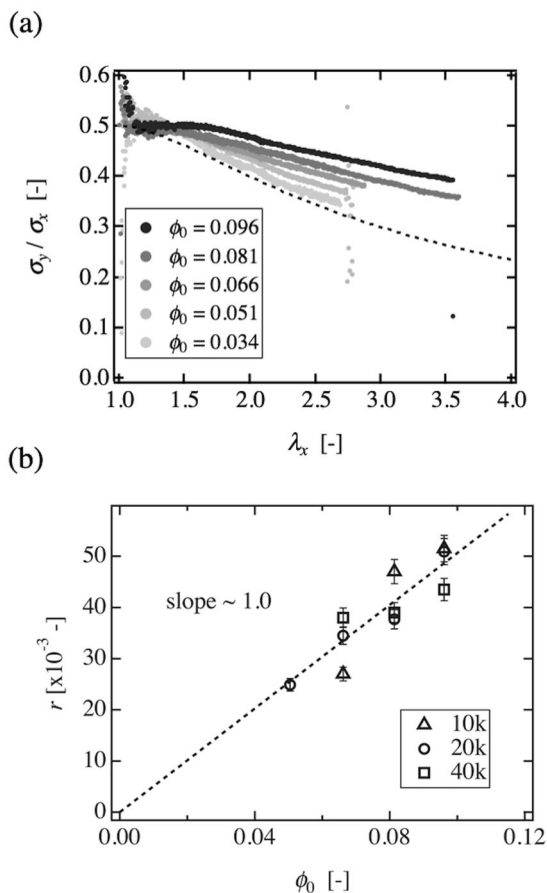 (a)
0.6
0.5
0.4
0.3
0.2
0.1
0.0
σy / σx [-]
ϕ0 = 0.096
ϕ0 = 0.081
ϕ0 = 0.066
ϕ0 = 0.051
ϕ0 = 0.034
1.0 1.5 2.0 2.5 3.0 3.5 4.0
λx [-]
(b)
50
40
30
20
10
0
r [x10-3 -]
slope ~ 1.0
10k
20k
40k
0.00 0.04 0.08 0.12
ϕ0 [-]